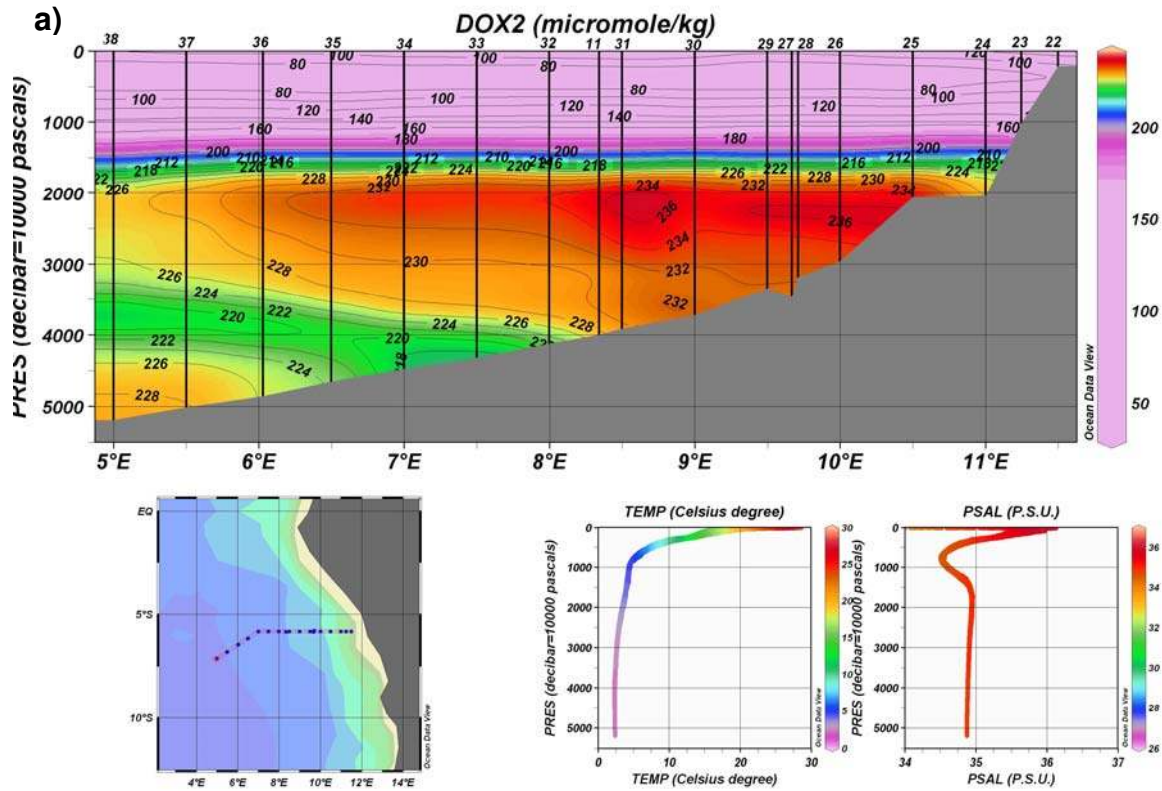 a)
DOX2 (micromole/kg)
38 37 36 35 34 33 32 11 31 30 29 27 28 26 25 24 23 22
0
1000
2000
3000
4000
5000
PRES (decibar=10000 pascals)
100 100 120
80 80 80 100
80 80 80
100 100 120 120 100
120 140 140
160 160 180 180 160
200 210 212 210 200 200 212 200 210
212 218 220 216 224 220 216 218 226 222 216 224 218
226 228 232 230 234 232 228 230 234
236 236
234
228 230 232
226 232
224 222 224 226 228
220 220
222 218
226 224
228
5°E 6°E 7°E 8°E 9°E 10°E 11°E
200
150
100
50
Ocean Data View
EQ
5°S
10°S
4°E 6°E 8°E 10°E 12°E 14°E
Ocean Data View
TEMP (Celsius degree)
PRES (decibar=10000 pascals)
0
1000
2000
3000
4000
5000
0 10 20 30
TEMP (Celsius degree)
30
25
20
15
10
5
0
Ocean Data View
PSAL (P.S.U.)
PRES (decibar=10000 pascals)
0
1000
2000
3000
4000
5000
34 35 36 37
PSAL (P.S.U.)
36
34
32
30
28
26
Ocean Data View